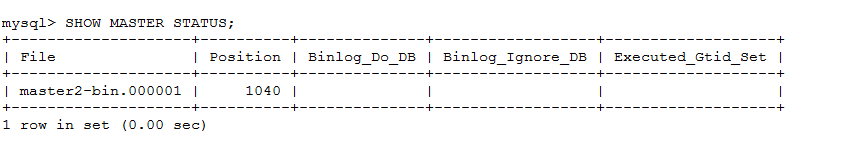 mysql> SHOW MASTER STATUS;
+--------------------+----------+--------------+------------------+-------------------+
| File               | Position | Binlog_Do_DB | Binlog_Ignore_DB | Executed_Gtid_Set |
+--------------------+----------+--------------+------------------+-------------------+
| master2-bin.000001 |     1040 |              |                  |                   |
+--------------------+----------+--------------+------------------+-------------------+
1 row in set (0.00 sec)